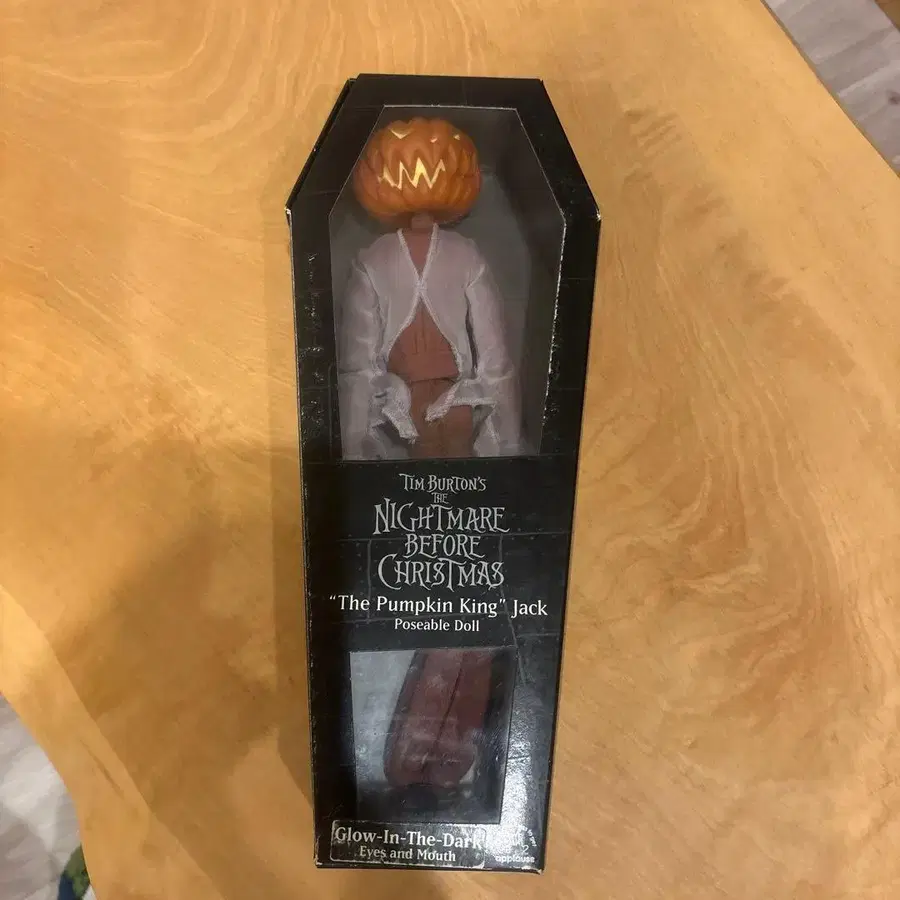 TIM BURTON'S
THE
NIGHTMARE
BEFORE
CHRISTMAS
"The Pumpkin King" Jack
Poseable Doll
Glow-In-The-Dark
Eyes and Mouth
applause